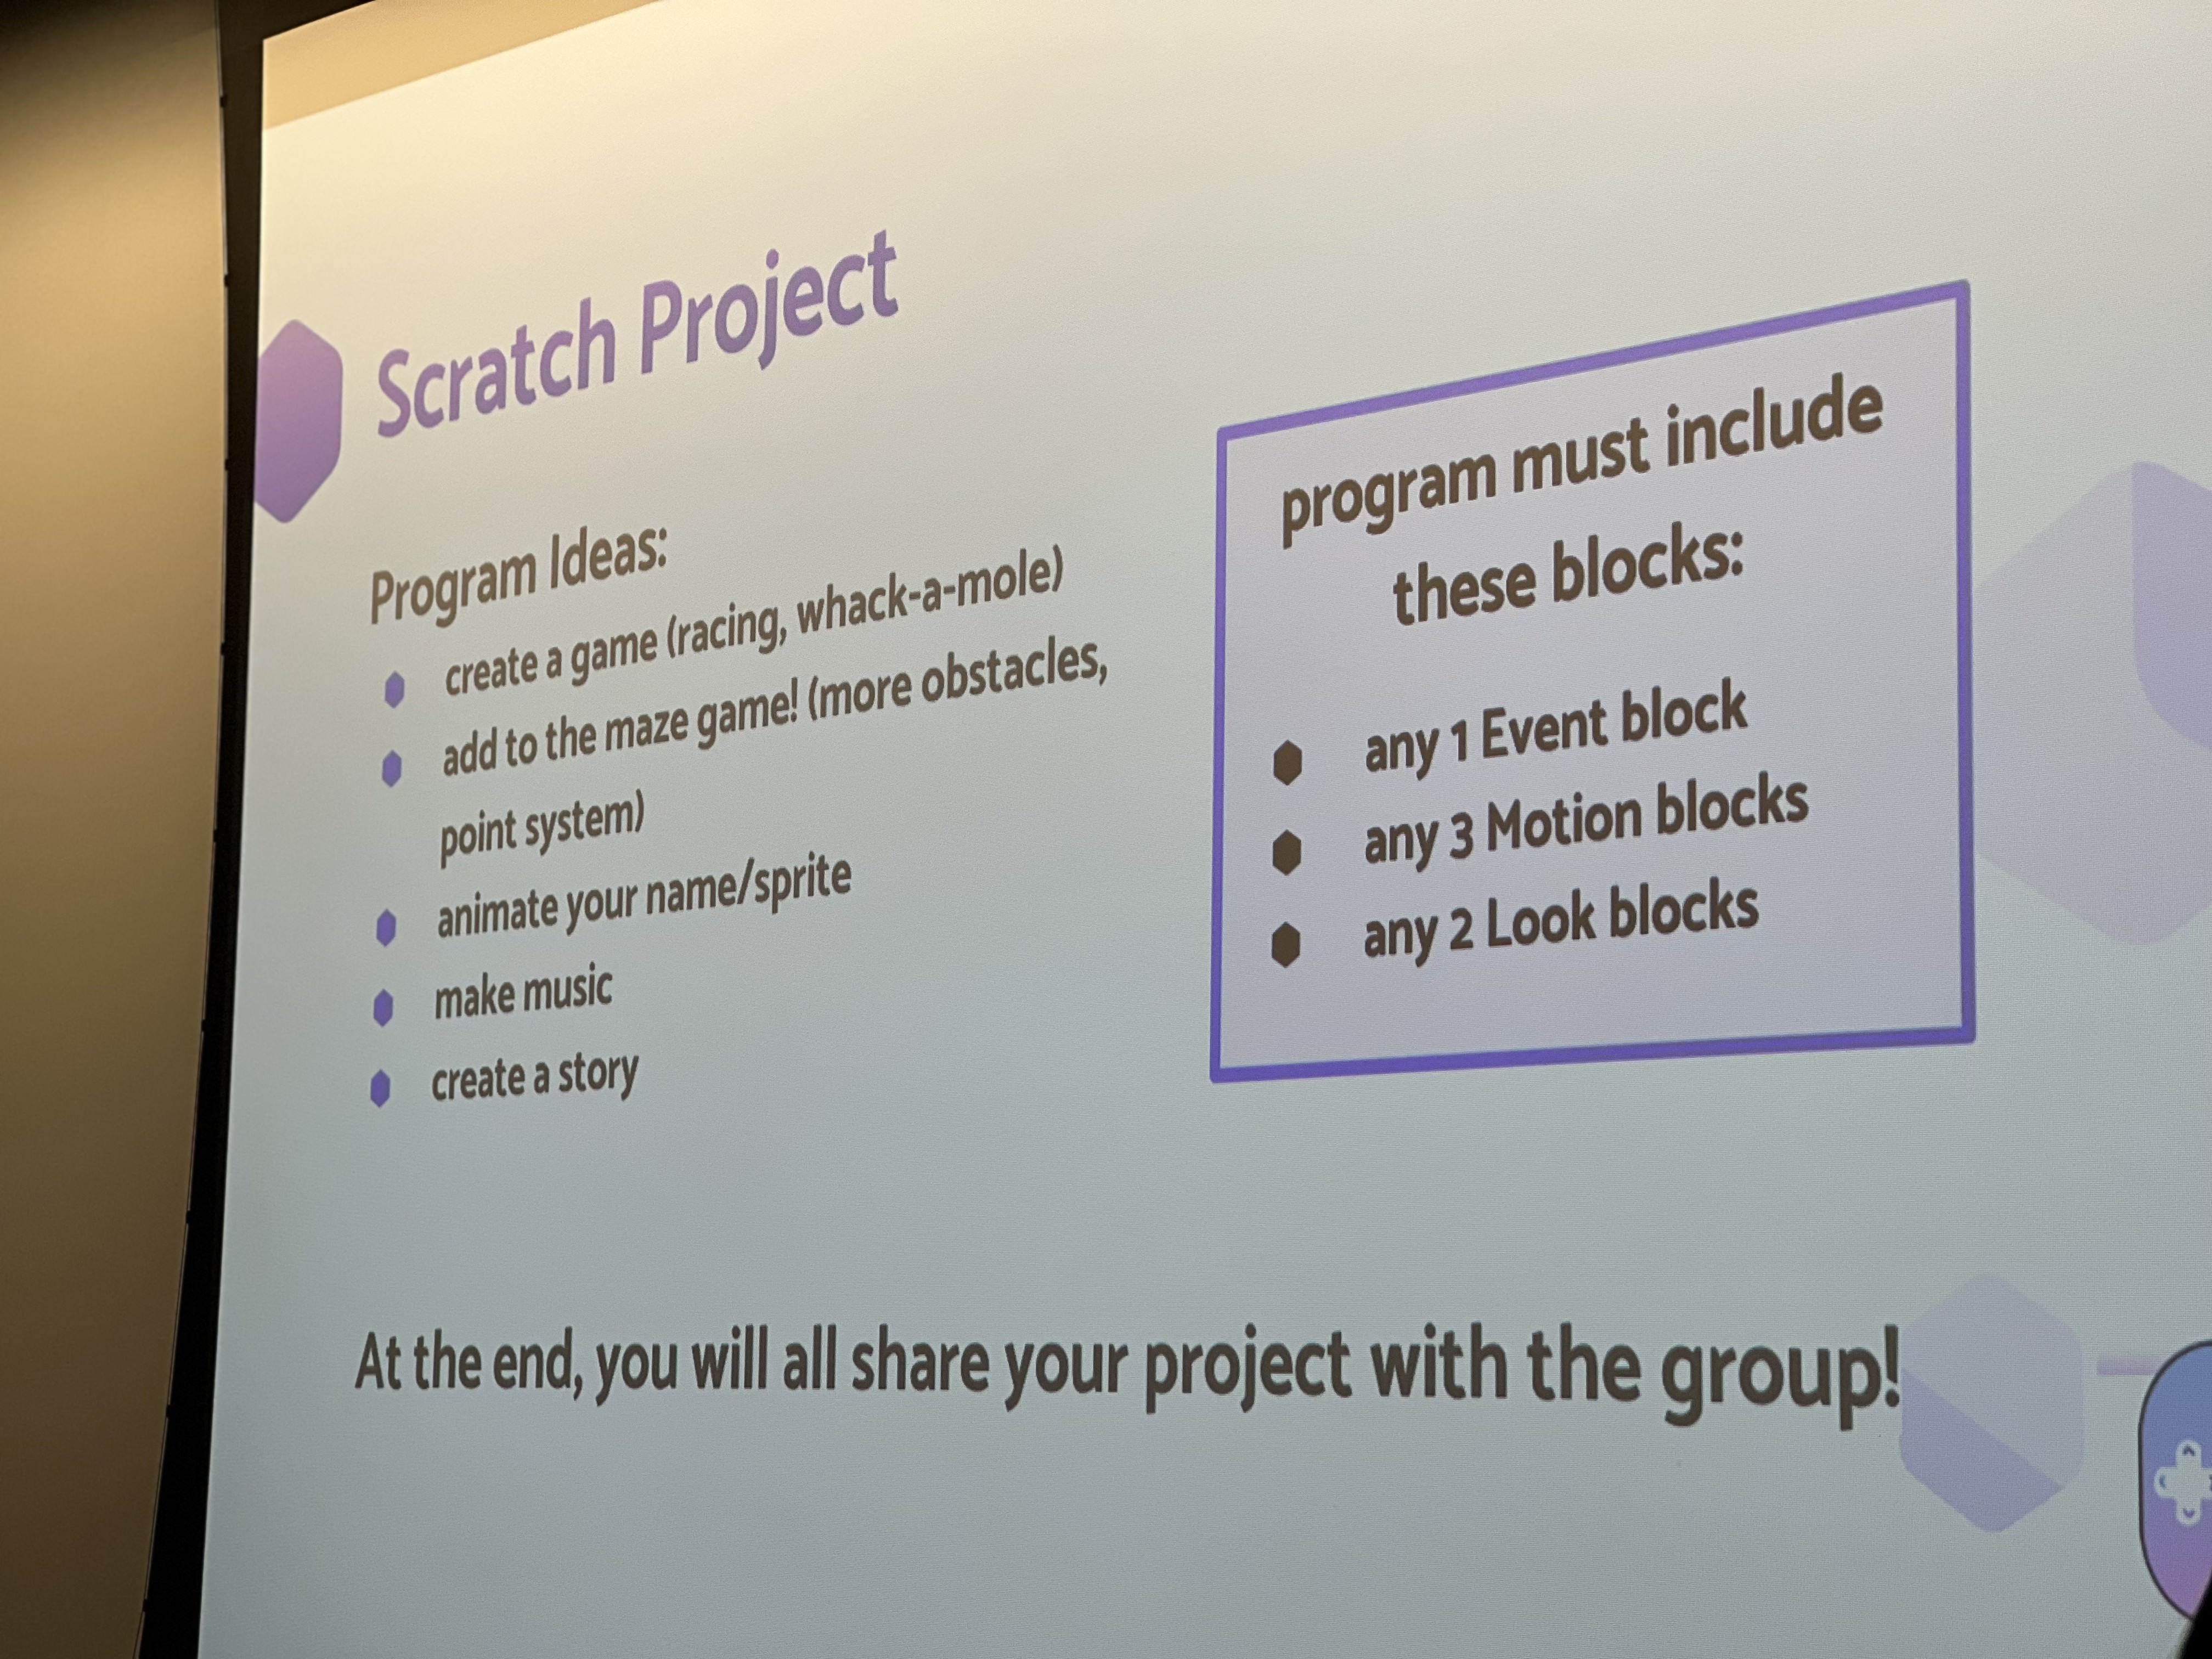 Scratch Project
Program Ideas:
create a game (racing, whack-a-mole)
add to the maze game! (more obstacles,
point system)
animate your name/sprite
make music
create a story
program must include
these blocks:
any 1 Event block
any 3 Motion blocks
any 2 Look blocks
At the end, you will all share your project with the group!